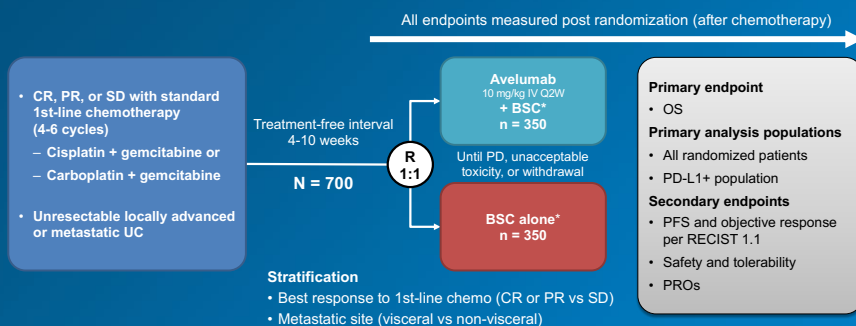 All endpoints measured post randomization (after chemotherapy)
• CR, PR, or SD with standard
1st-line chemotherapy
(4-6 cycles)
– Cisplatin + gemcitabine or
– Carboplatin + gemcitabine
• Unresectable locally advanced
or metastatic UC
Treatment-free interval
4-10 weeks
N = 700
R
1:1
Avelumab
10 mg/kg IV Q2W
+ BSC*
n = 350
Until PD, unacceptable
toxicity, or withdrawal
BSC alone*
n = 350
Primary endpoint
• OS
Primary analysis populations
• All randomized patients
• PD-L1+ population
Secondary endpoints
• PFS and objective response
per RECIST 1.1
• Safety and tolerability
• PROs
Stratification
• Best response to 1st-line chemo (CR or PR vs SD)
• Metastatic site (visceral vs non-visceral)